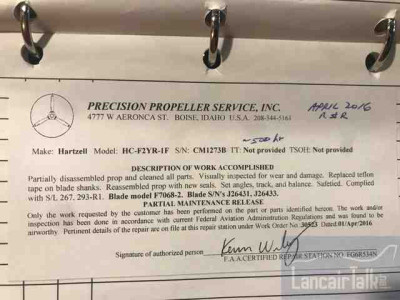 PRECISION PROPELLER SERVICE, INC.
4777 W AERONCA ST. BOISE, IDAHO U.S.A. 208-344-5161
APRIL 2016
R&R
~500 hr
Make: Hartzell Model: HC-F2YR-1F S/N: CM1273B TT: Not provided TSOH: Not provided
DESCRIPTION OF WORK ACCOMPLISHED
Partially disassembled prop and cleaned all parts. Visually inspected for wear and damage. Replaced teflon
tape on blade shanks. Reassembled prop with new seals. Set angles, track, and balance. Safetied. Complied
with S/L 267, 293-R1. Blade model F7068-2. Blade S/N's J26431, J26433.
PARTIAL MAINTENANCE RELEASE
Only the work requested by the customer has been performed on the part or parts identified hereon. The work and/or
inspection has been done in accordance with current Federal Aviation Administration Regulations and was found to be
airworthy. Pertinent details of the repair are on file at this repair station under Work Order No. 30523 Dated:01/Apr/2016
Signature of authorized person
F.A.A CERTIFIED REPAIR STATION NO. EG6R534N
LancairTalk